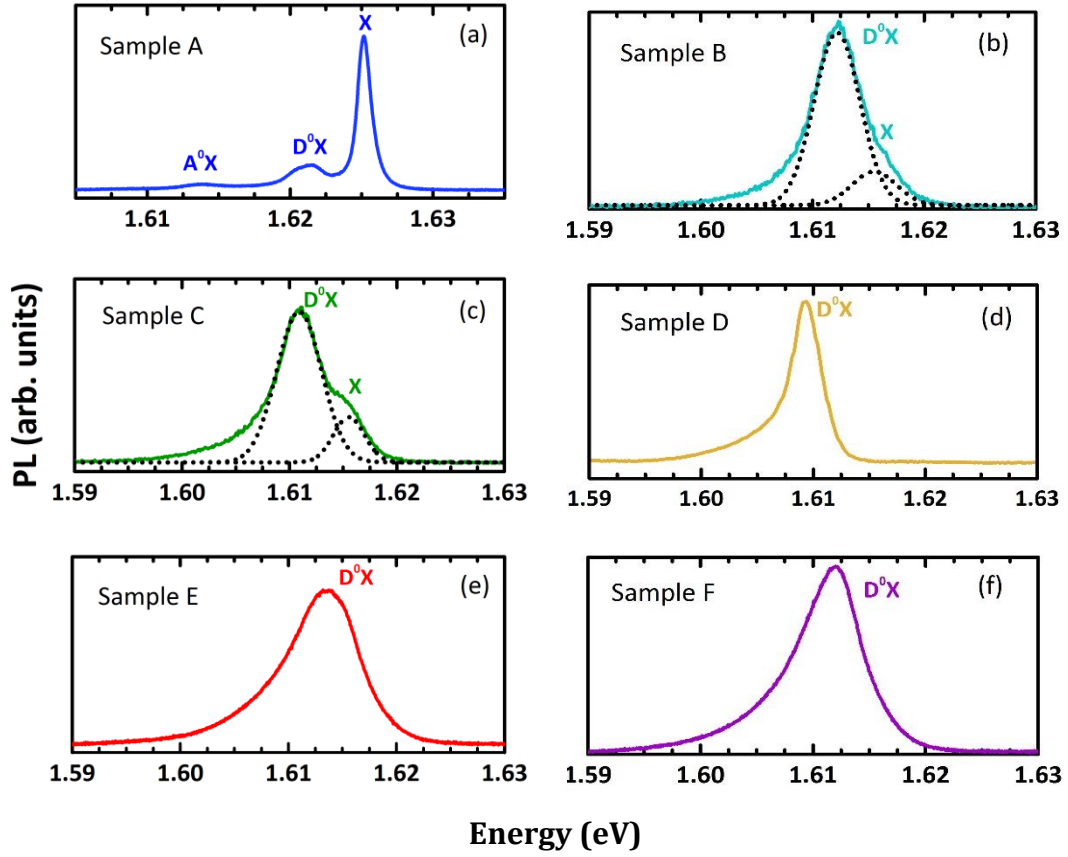 Sample A
(a)
X
D⁰X
A⁰X
1.61 1.62 1.63
Sample B
(b)
D⁰X
X
1.59 1.60 1.61 1.62 1.63
Sample C
(c)
D⁰X
X
1.59 1.60 1.61 1.62 1.63
Sample D
(d)
D⁰X
1.59 1.60 1.61 1.62 1.63
Sample E
(e)
D⁰X
1.59 1.60 1.61 1.62 1.63
Sample F
(f)
D⁰X
1.59 1.60 1.61 1.62 1.63
PL (arb. units)
Energy (eV)